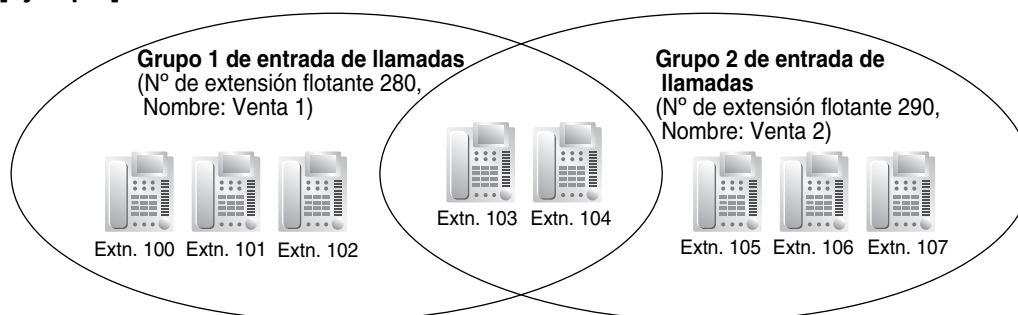 Grupo 1 de entrada de llamadas
(Nº de extensión flotante 280,
Nombre: Venta 1)
Grupo 2 de entrada de
llamadas
(Nº de extensión flotante 290,
Nombre: Venta 2)
Extn. 100 Extn. 101 Extn. 102
Extn. 103 Extn. 104
Extn. 105 Extn. 106 Extn. 107